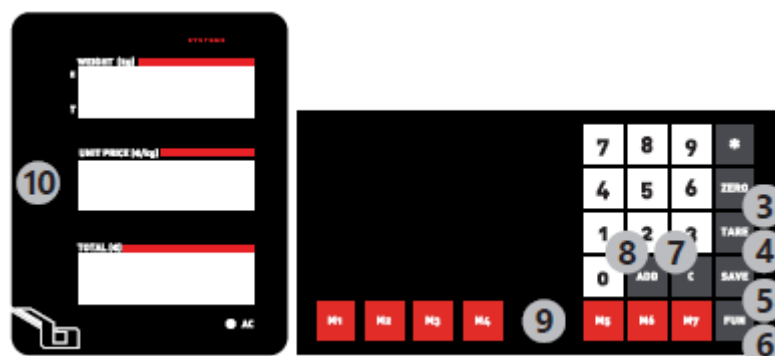 SYSTEMS
WEIGHT (kg)
T
UNIT PRICE (€/kg)
10
TOTAL (€)
AC
7 8 9 *
4 5 6 ZERO
3
1 2 3 TARE
8 7 4
0 ADD C SAVE
5
M1 M2 M3 M4 9 M5 M6 M7 FUN
6